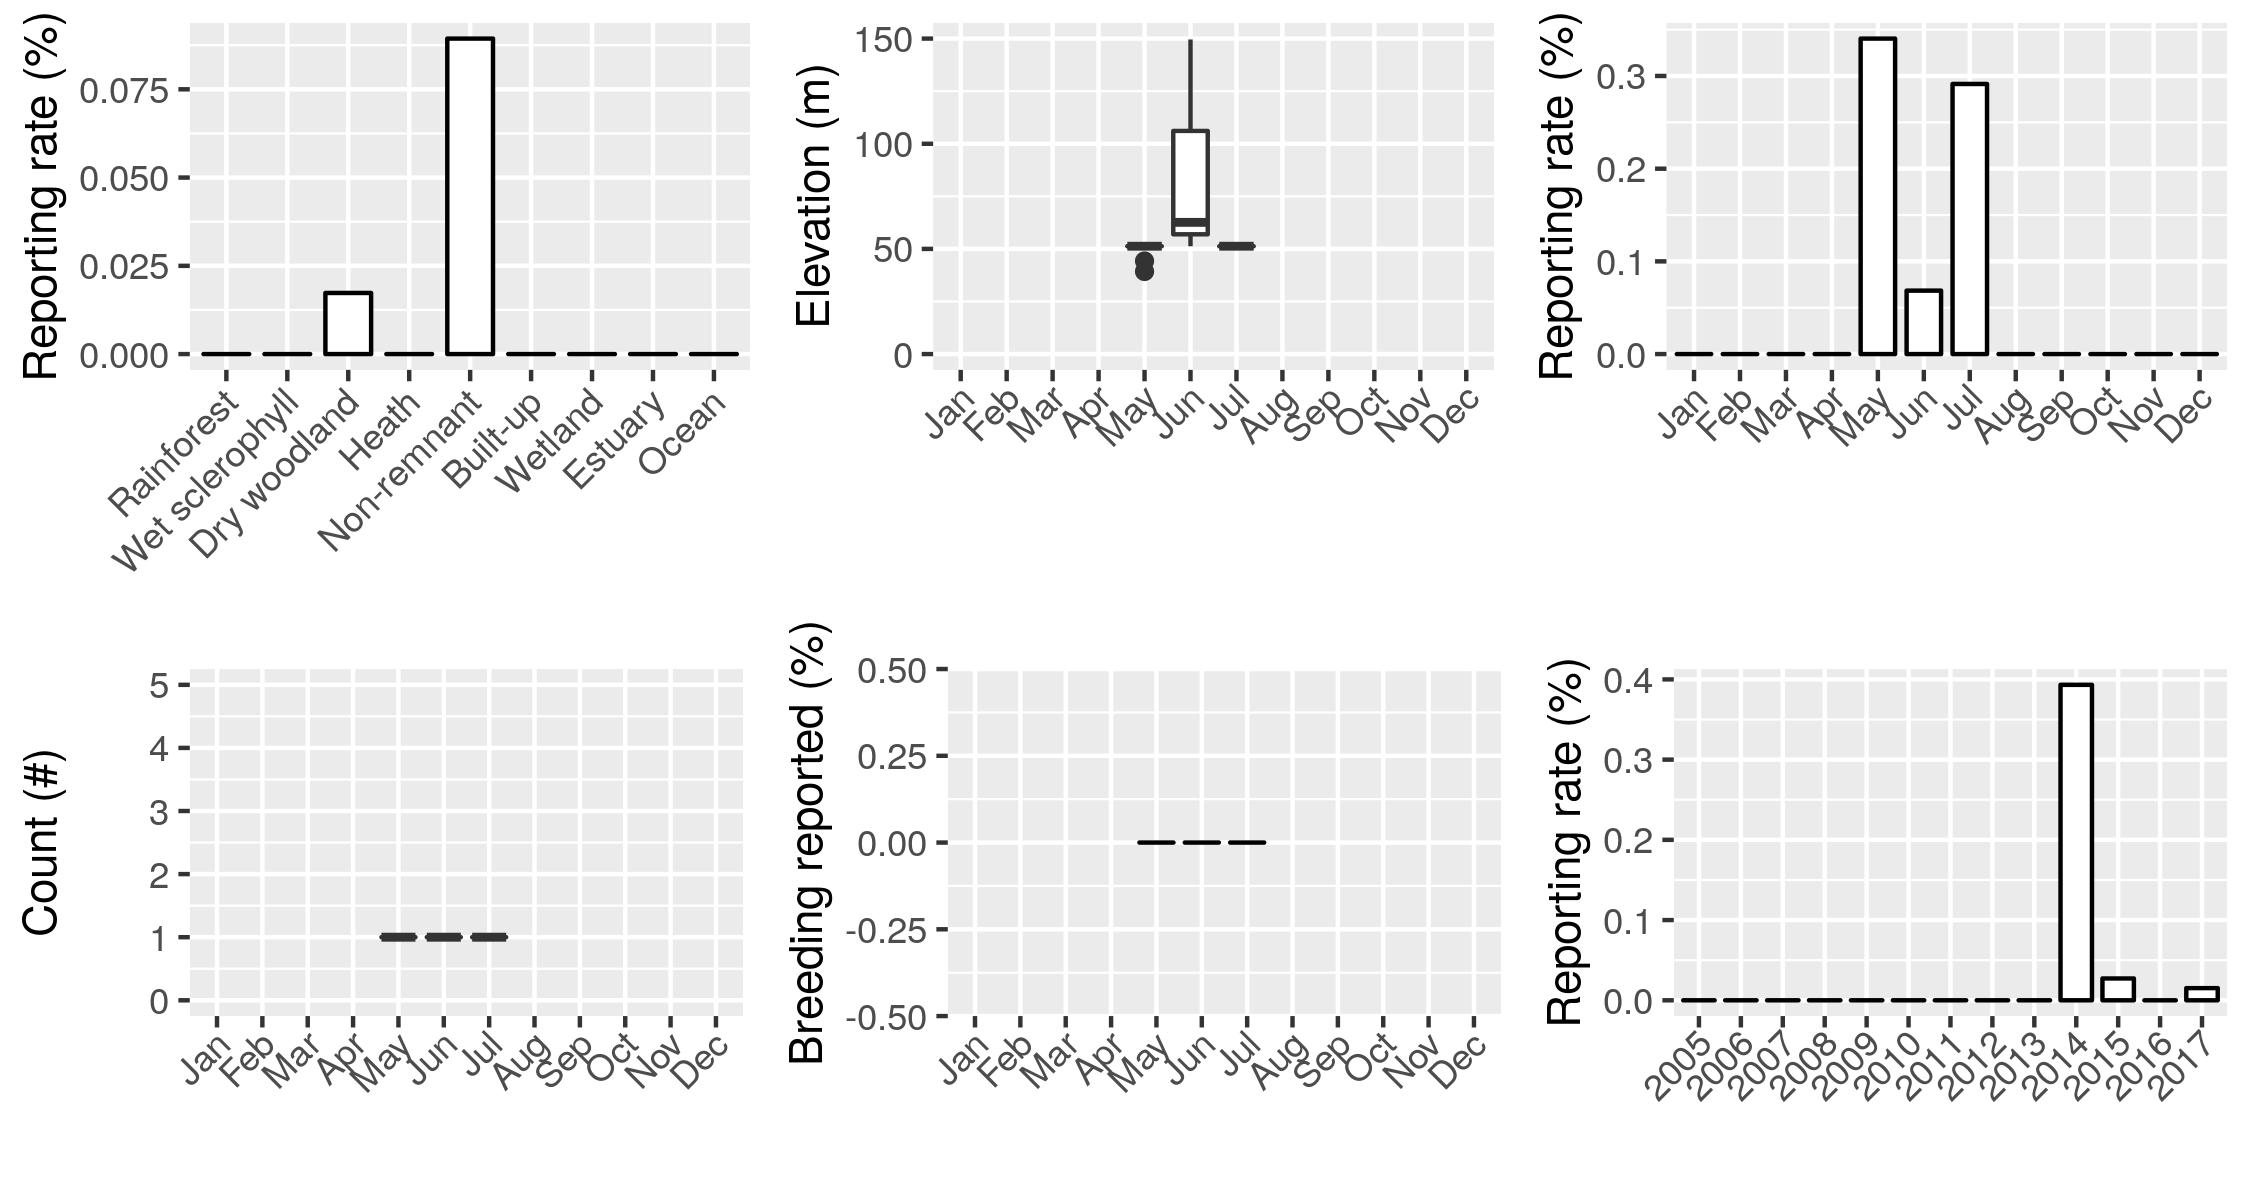 Reporting rate (%)
0.075
0.050
0.025
0.000
Rainforest
Wet sclerophyll
Dry woodland
Heath
Non-remnant
Built-up
Wetland
Estuary
Ocean
Elevation (m)
150
100
50
0
Jan
Feb
Mar
Apr
May
Jun
Jul
Aug
Sep
Oct
Nov
Dec
Reporting rate (%)
0.3
0.2
0.1
0.0
Jan
Feb
Mar
Apr
May
Jun
Jul
Aug
Sep
Oct
Nov
Dec
Count (#)
5
4
3
2
1
0
Jan
Feb
Mar
Apr
May
Jun
Jul
Aug
Sep
Oct
Nov
Dec
Breeding reported (%)
0.50
0.25
0.00
-0.25
-0.50
Jan
Feb
Mar
Apr
May
Jun
Jul
Aug
Sep
Oct
Nov
Dec
Reporting rate (%)
0.4
0.3
0.2
0.1
0.0
2005
2006
2007
2008
2009
2010
2011
2012
2013
2014
2015
2016
2017